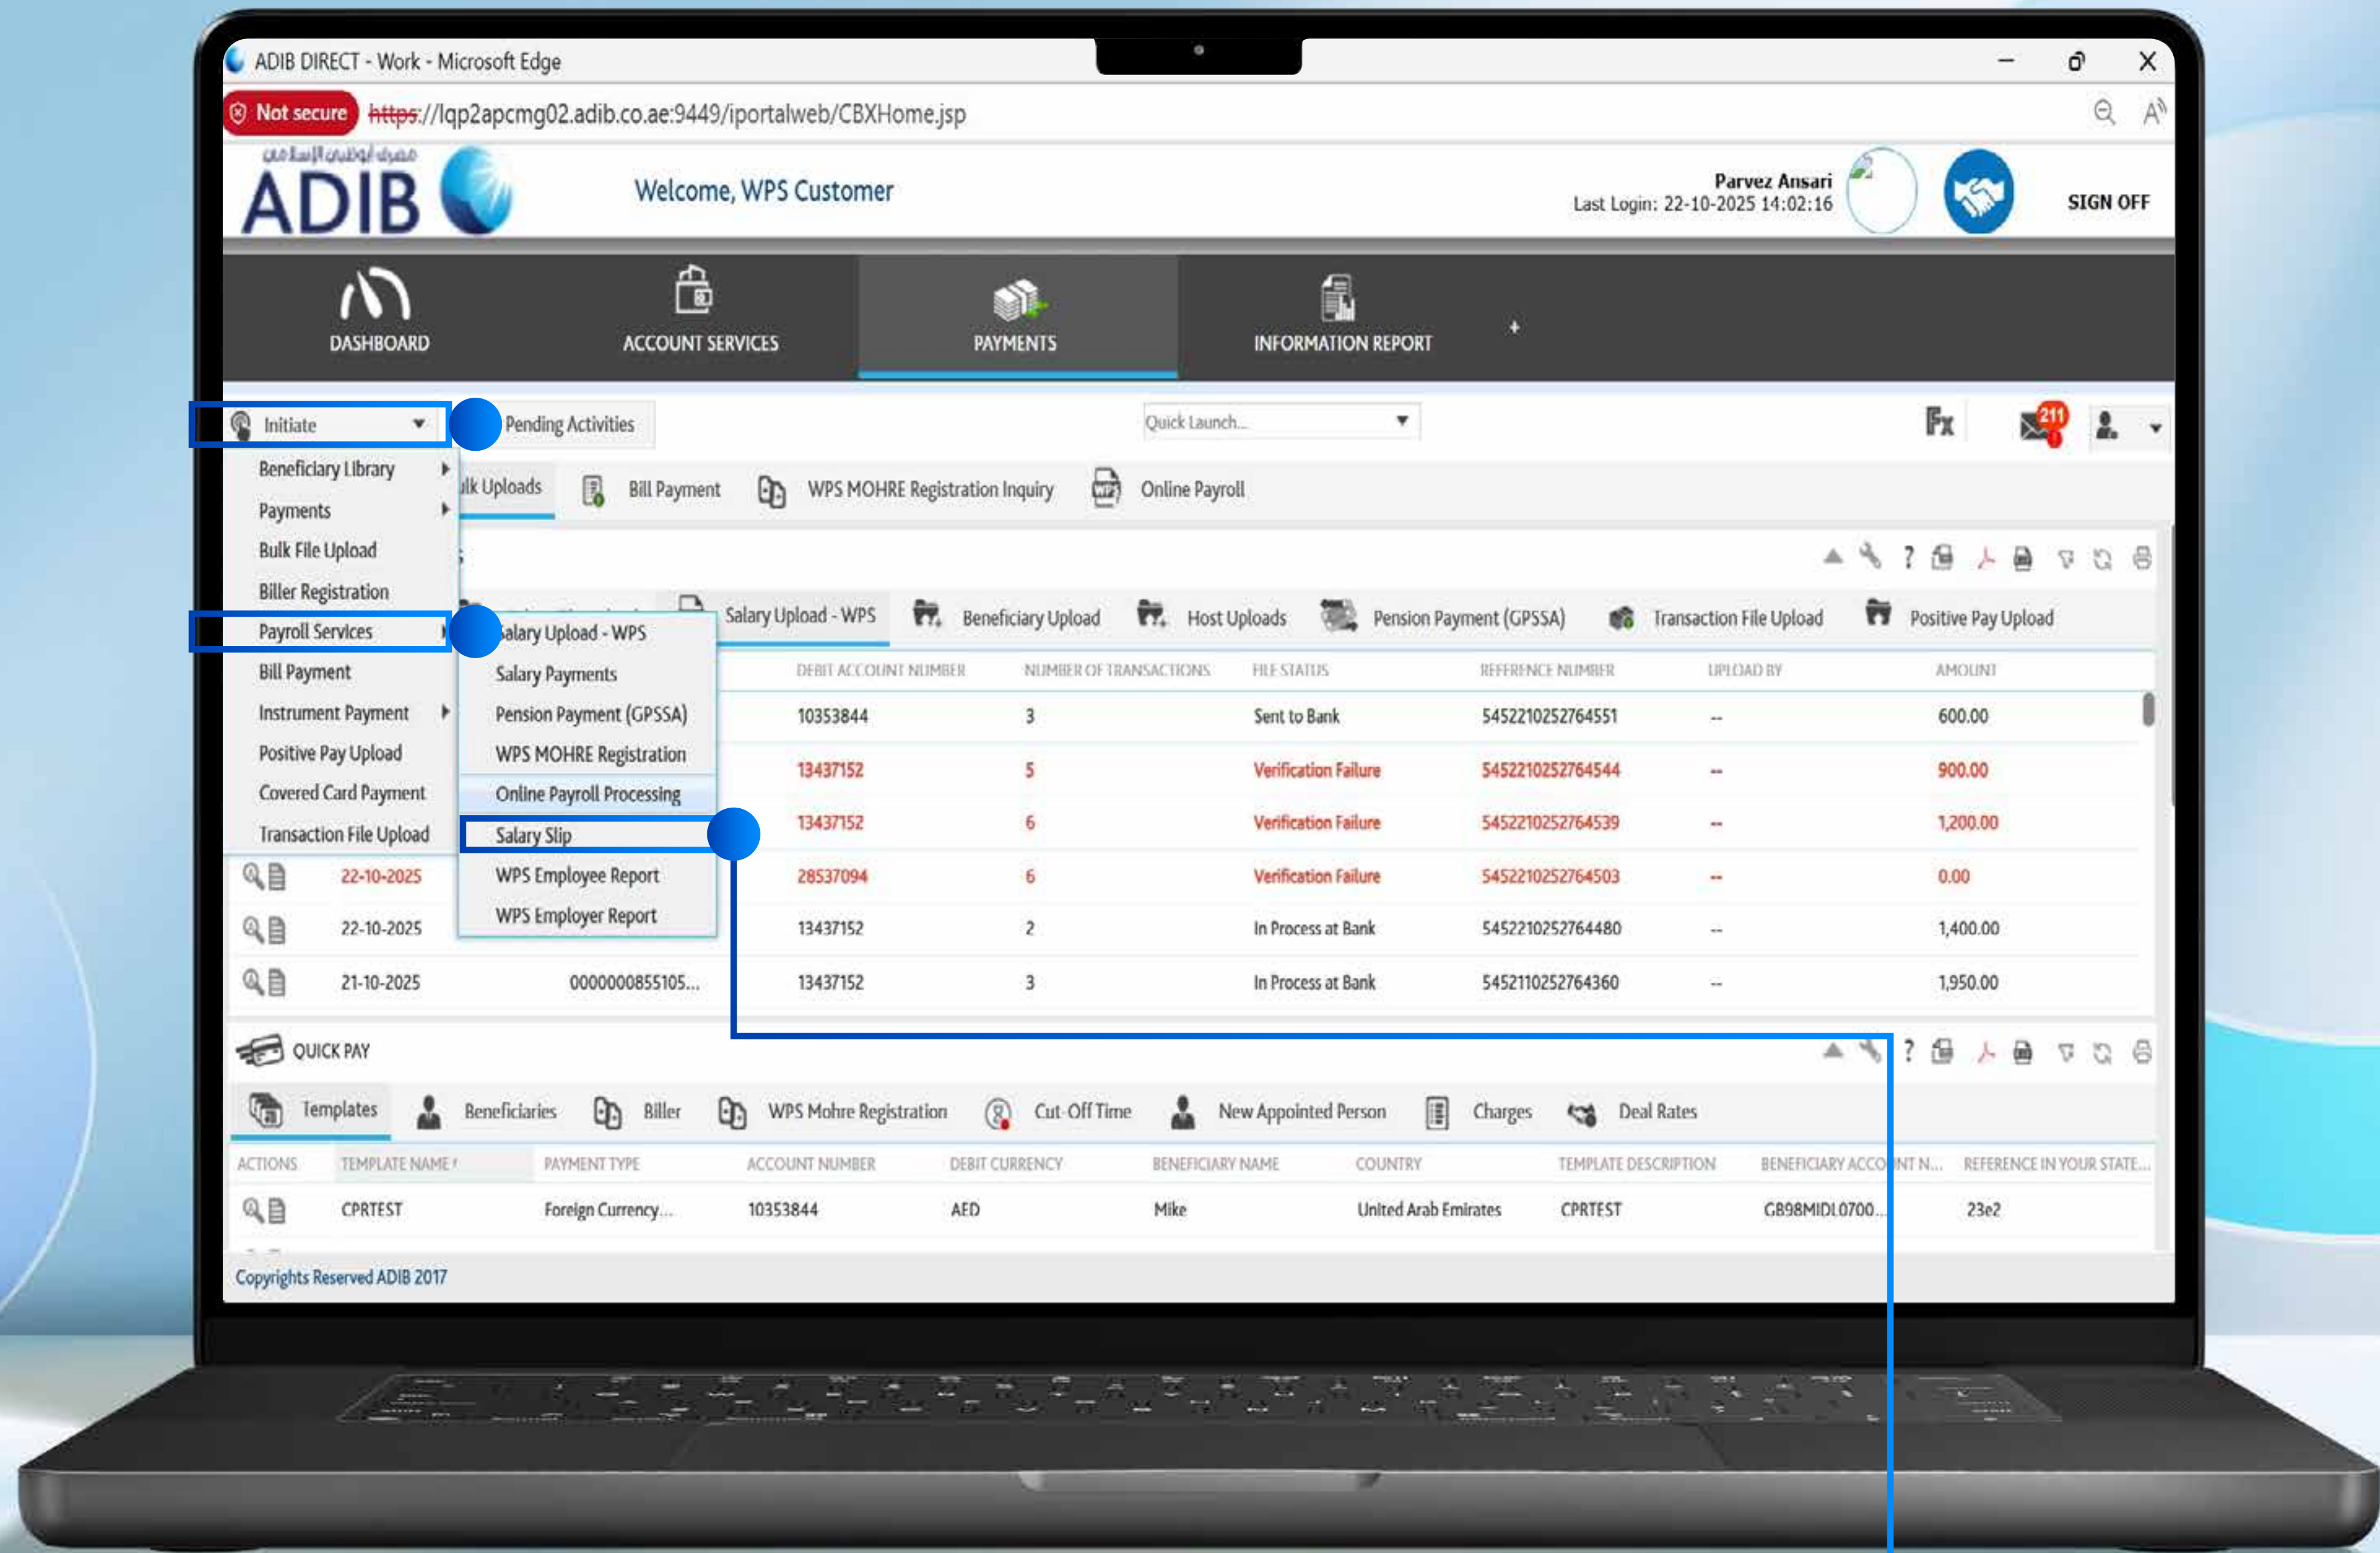 ADIB DIRECT - Work - Microsoft Edge
Not secure https://lqp2apcmg02.adib.co.ae:9449/iportalweb/CBXHome.jsp
مصرف أبوظبي الإسلامي
ADIB
Welcome, WPS Customer
Parvez Ansari
Last Login: 22-10-2025 14:02:16
SIGN OFF
DASHBOARD ACCOUNT SERVICES PAYMENTS INFORMATION REPORT +
Initiate Pending Activities Quick Launch... Fx 211
Beneficiary Library
Payments
Bulk File Upload
Biller Registration
Payroll Services
Bill Payment
Instrument Payment
Positive Pay Upload
Covered Card Payment
Transaction File Upload
Salary Upload - WPS
Salary Payments
Pension Payment (GPSSA)
WPS MOHRE Registration
Online Payroll Processing
Salary Slip
WPS Employee Report
WPS Employer Report
ulk Uploads Bill Payment WPS MOHRE Registration Inquiry Online Payroll
Salary Upload - WPS Beneficiary Upload Host Uploads Pension Payment (GPSSA) Transaction File Upload Positive Pay Upload
DEBIT ACCOUNT NUMBER NUMBER OF TRANSACTIONS FILE STATUS REFERENCE NUMBER UPLOAD BY AMOUNT
10353844 3 Sent to Bank 5452210252764551 -- 600.00
13437152 5 Verification Failure 5452210252764544 -- 900.00
13437152 6 Verification Failure 5452210252764539 -- 1,200.00
22-10-2025 28537094 6 Verification Failure 5452210252764503 -- 0.00
22-10-2025 13437152 2 In Process at Bank 5452210252764480 -- 1,400.00
21-10-2025 0000000855105... 13437152 3 In Process at Bank 5452110252764360 -- 1,950.00
QUICK PAY
Templates Beneficiaries Biller WPS Mohre Registration Cut-Off Time New Appointed Person Charges Deal Rates
ACTIONS TEMPLATE NAME PAYMENT TYPE ACCOUNT NUMBER DEBIT CURRENCY BENEFICIARY NAME COUNTRY TEMPLATE DESCRIPTION BENEFICIARY ACCOUNT N... REFERENCE IN YOUR STATE...
CPRTEST Foreign Currency... 10353844 AED Mike United Arab Emirates CPRTEST GB98MIDL0700... 23e2
Copyrights Reserved ADIB 2017